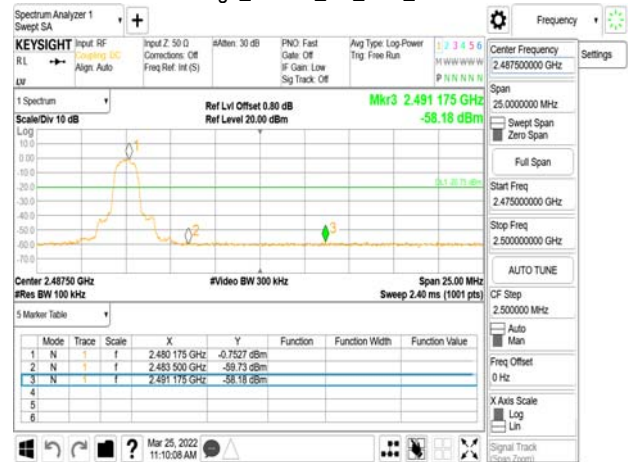 Spectrum Analyzer 1
Swept SA
+
Frequency
KEYSIGHT
Input: RF
Coupling: DC
Align: Auto
Input Z: 50 Ω
Corrections: Off
Freq Ref: Int (S)
#Atten: 30 dB
PNO: Fast
Gate: Off
IF Gain: Low
Sig Track: Off
Avg Type: Log-Power
Trig: Free Run
1 2 3 4 5 6
M W W W W W
P N N N N N
RL
LV
Center Frequency
2.487500000 GHz
Settings
1 Spectrum
Scale/Div 10 dB
Ref Lvl Offset 0.80 dB
Ref Level 20.00 dBm
Mkr3 2.491 175 GHz
-58.18 dBm
Span
25.0000000 MHz
Swept Span
Zero Span
Full Span
Start Freq
2.475000000 GHz
Stop Freq
2.500000000 GHz
AUTO TUNE
CF Step
2.500000 MHz
Auto
Man
Freq Offset
0 Hz
X Axis Scale
Log
Lin
Signal Track
(Span Zoom)
Log
10.0
0.00
-10.0
-20.0
-30.0
-40.0
-50.0
-60.0
-70.0
1
2
3
Center 2.48750 GHz
#Res BW 100 kHz
#Video BW 300 kHz
Span 25.00 MHz
Sweep 2.40 ms (1001 pts)
5 Marker Table
Mode Trace Scale X Y Function Function Width Function Value
1 N 1 f 2.480 175 GHz -0.7527 dBm
2 N 1 f 2.483 500 GHz -59.73 dBm
3 N 1 f 2.491 175 GHz -58.18 dBm
4
5
6
?
Mar 25, 2022
11:10:08 AM